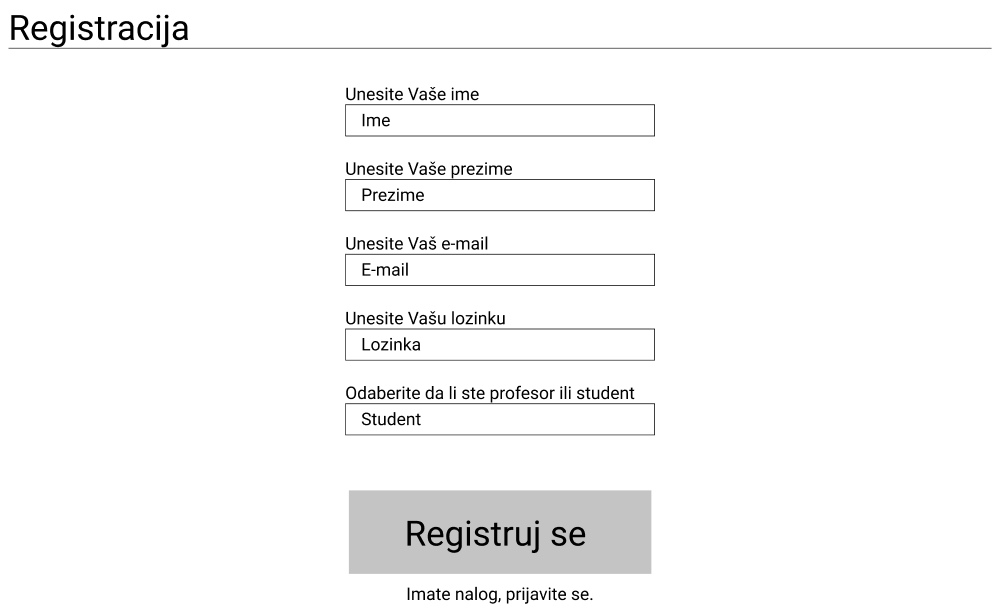 Registracija
Unesite Vaše ime
Ime
Unesite Vaše prezime
Prezime
Unesite Vaš e-mail
E-mail
Unesite Vašu lozinku
Lozinka
Odaberite da li ste profesor ili student
Student
Registruj se
Imate nalog, prijavite se.